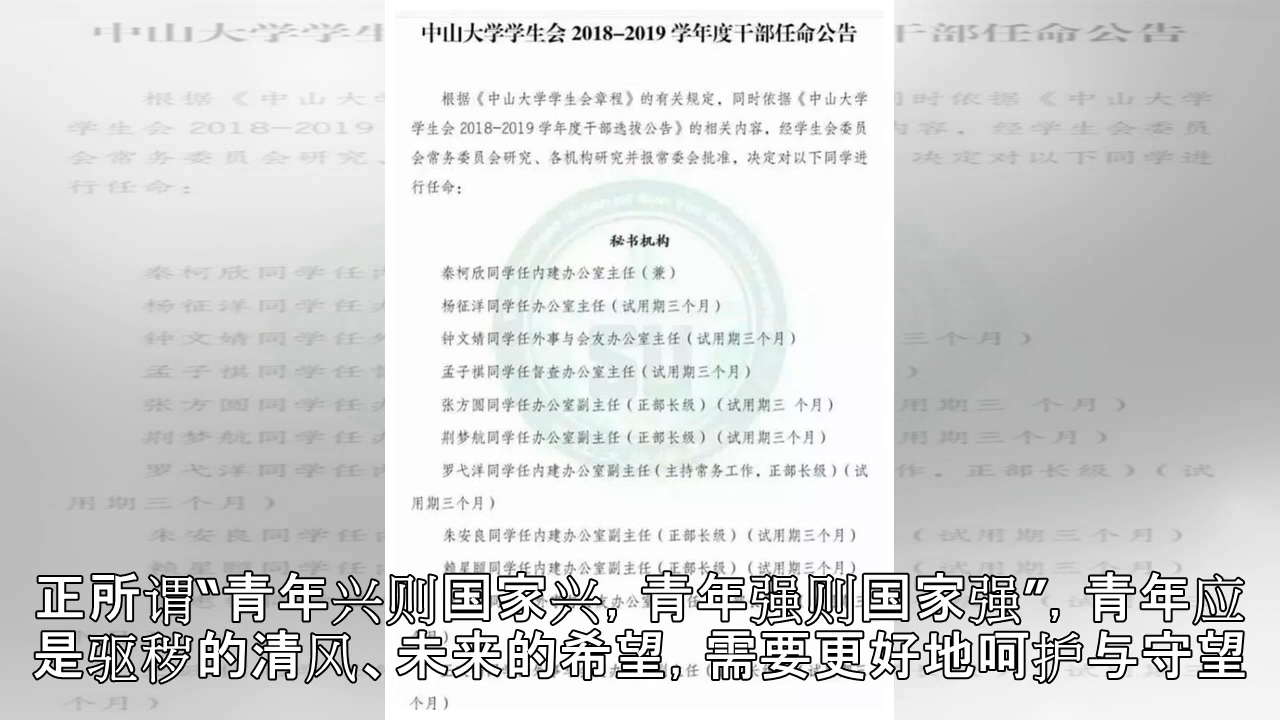 中山大学学生会2018-2019学年度干部任命公告
根据《中山大学学生会章程》的有关规定，同时依据《中山大学
学生会2018-2019学年度干部选拔公告》的相关内容，经学生会委员
会常务委员会研究、各机构研究并报常委会批准，决定对以下同学进
行任命：
秘书机构
秦柯欣同学任内建办公室主任（兼）
杨征洋同学任办公室主任（试用期三个月）
钟文婧同学任外事与会友办公室主任（试用期三个月）
孟子祺同学任督查办公室主任（试用期三个月）
张方圆同学任办公室副主任（正部长级）（试用期三 个月）
荆梦航同学任办公室副主任（正部长级）（试用期三个月）
罗弋洋同学任内建办公室副主任（主持常务工作，正部长级）（试
用期三个月）
朱安良同学任内建办公室副主任（正部长级）（试用期三个月）
赖星颐同学任内建办公室副主任（正部长级）（试用期三个月）
正所谓“青年兴则国家兴，青年强则国家强”，青年应
是驱秽的清风、未来的希望，需要更好地呵护与守望
个月）